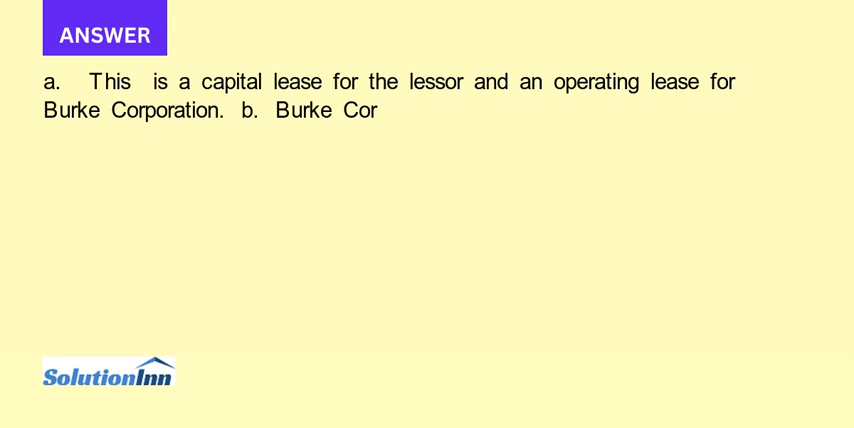 ANSWER
a. This is a capital lease for the lessor and an operating lease for
Burke Corporation. b. Burke Cor
SolutionInn